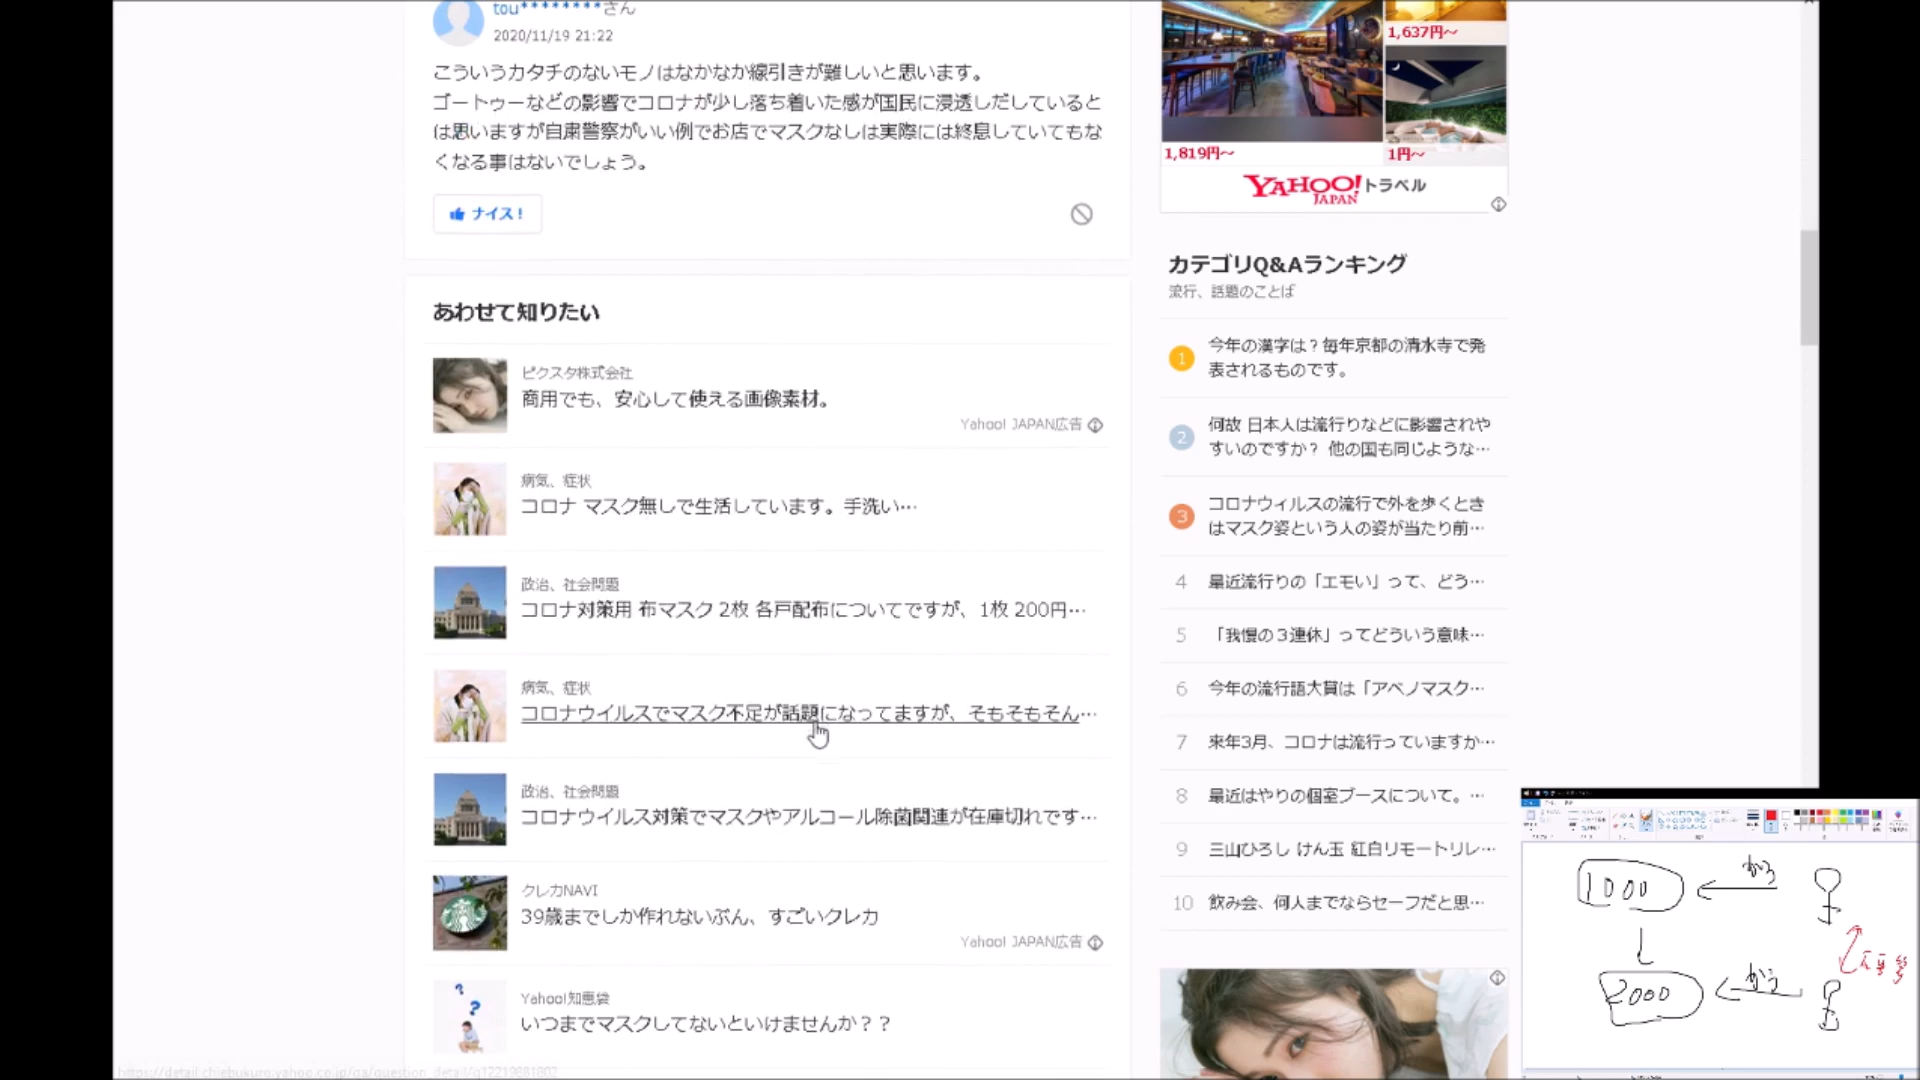 tou********さん
2020/11/19 21:22
こういうカタチのないモノはなかなか線引きが難しいと思います。
ゴートゥーなどの影響でコロナが少し落ち着いた感が国民に浸透しだしていると
は思いますが自粛警察がいい例でお店でマスクなしは実際には終息していてもな
くなる事はないでしょう。
ナイス！
あわせて知りたい
ピクスタ株式会社
商用でも、安心して使える画像素材。
Yahoo! JAPAN広告
病気、症状
コロナ マスク無しで生活しています。手洗い…
政治、社会問題
コロナ対策用 布マスク 2枚 各戸配布についてですが、1枚 200円…
病気、症状
コロナウイルスでマスク不足が話題になってますが、そもそもそん…
政治、社会問題
コロナウイルス対策でマスクやアルコール除菌関連が在庫切れです…
クレカNAVI
39歳までしか作れないぶん、すごいクレカ
Yahoo! JAPAN広告
Yahoo!知恵袋
いつまでマスクしてないといけませんか？？
https://detail.chiebukuro.yahoo.co.jp/qa/question_detail/q12219881802
1,637円～
1,819円～
1円～
YAHOO! JAPAN トラベル
カテゴリQ&Aランキング
流行、話題のことば
1 今年の漢字は？毎年京都の清水寺で発
表されるものです。
2 何故 日本人は流行りなどに影響されや
すいのですか？ 他の国も同じような…
3 コロナウィルスの流行で外を歩くとき
はマスク姿という人の姿が当たり前…
4 最近流行りの「エモい」って、どう…
5 「我慢の３連休」ってどういう意味…
6 今年の流行語大賞は「アベノマスク…
7 来年3月、コロナは流行っていますか…
8 最近はやりの個室ブースについて。…
9 三山ひろし けん玉 紅白リモートリレ…
10 飲み会、何人までならセーフだと思…
1000
2000